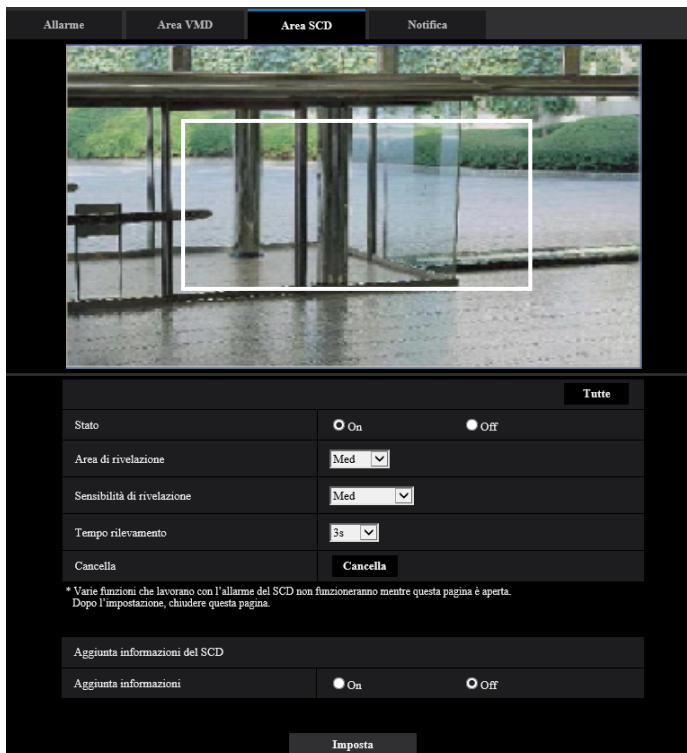 Allarme Area VMD Area SCD Notifica
Tutte
Stato On Off
Area di rivelazione Med
Sensibilità di rivelazione Med
Tempo rilevamento 3s
Cancella Cancella
* Varie funzioni che lavorano con l'allarme del SCD non funzioneranno mentre questa pagina è aperta.
Dopo l'impostazione, chiudere questa pagina.
Aggiunta informazioni del SCD
Aggiunta informazioni On Off
Imposta